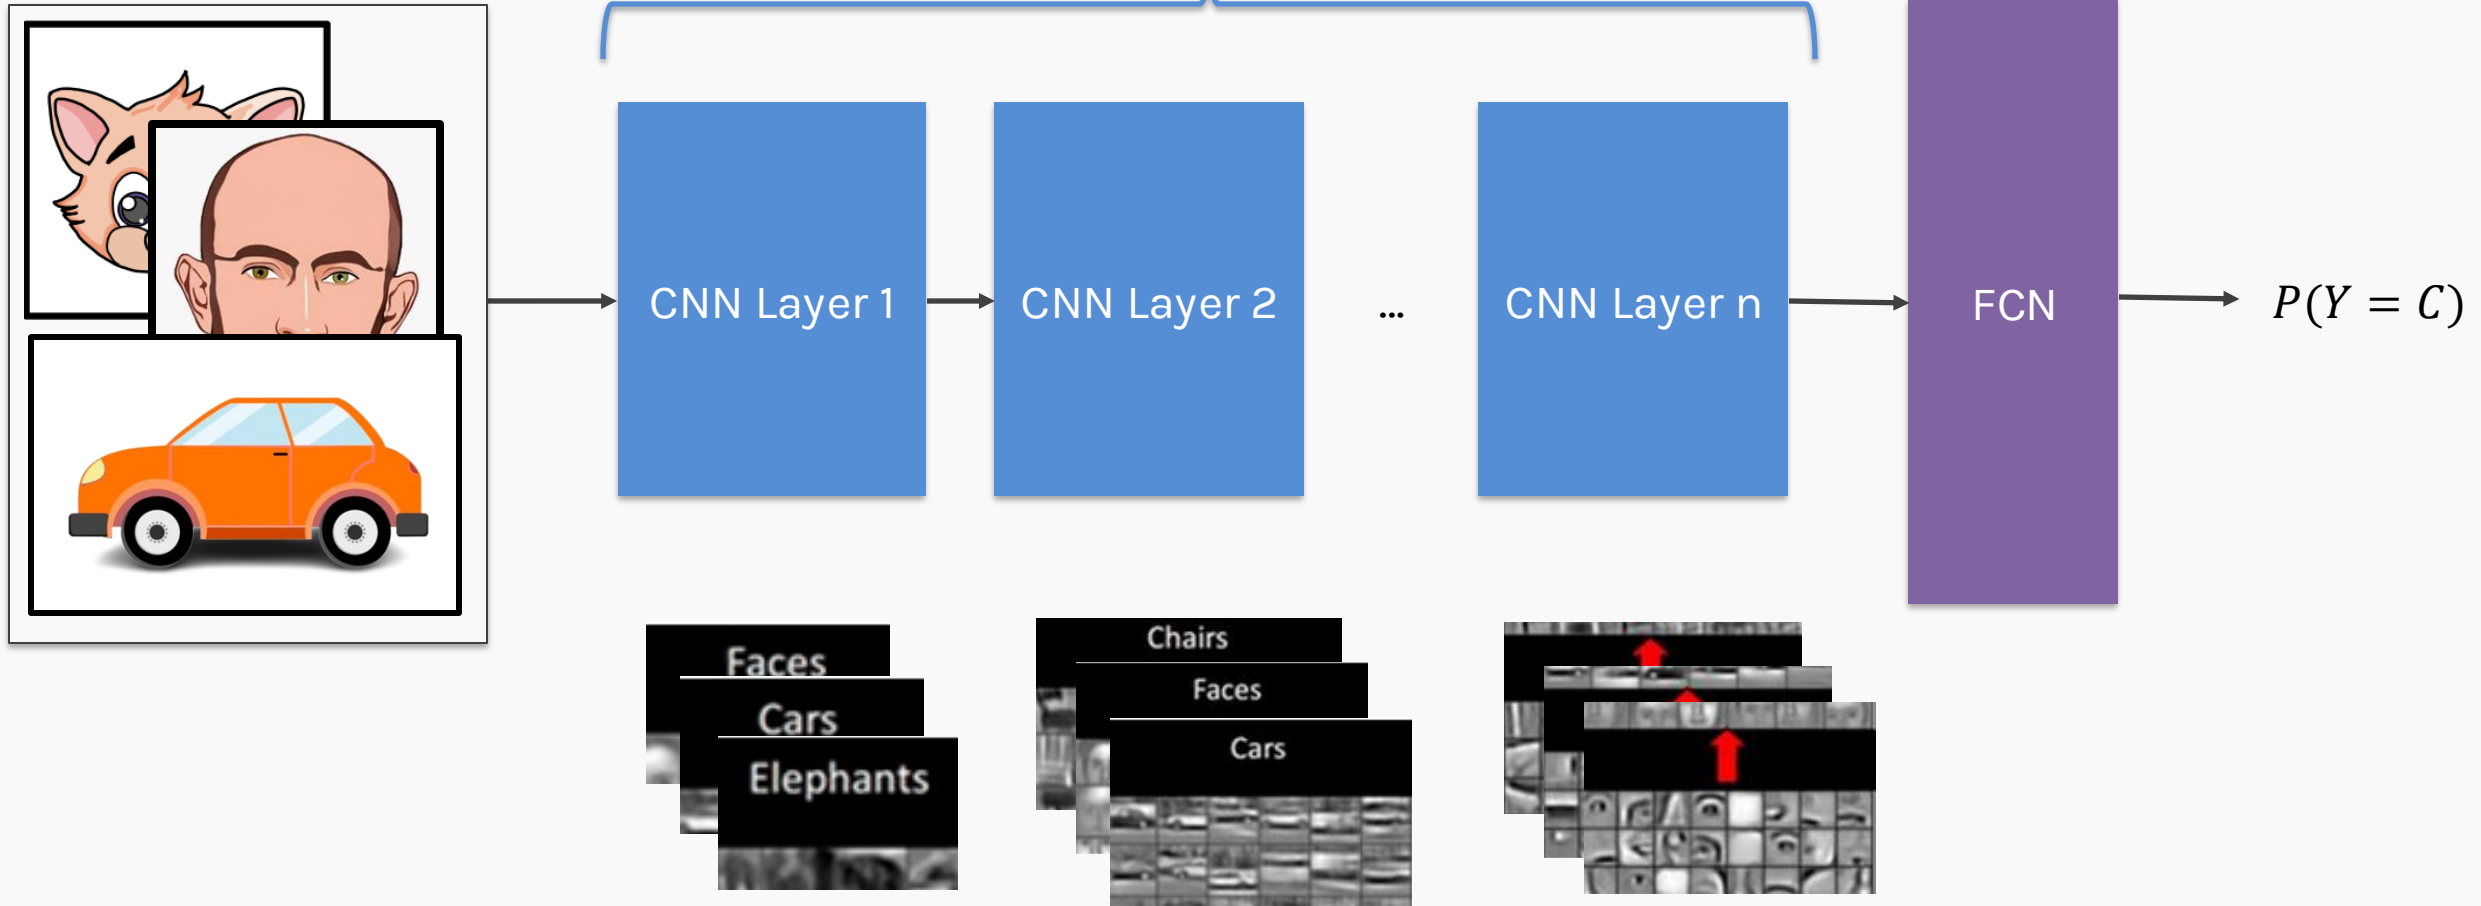 CNN Layer 1
CNN Layer 2
...
CNN Layer n
FCN
P(Y = C)
Faces
Cars
Elephants
Chairs
Faces
Cars